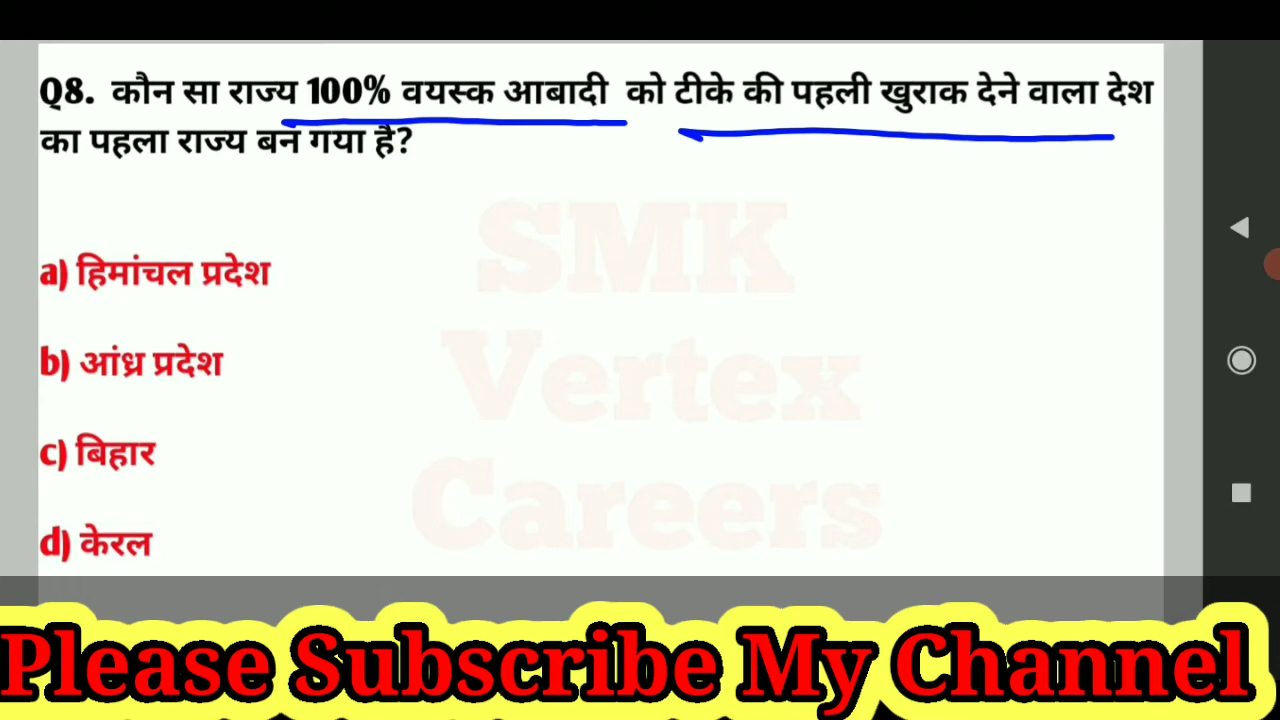 Q8. कौन सा राज्य 100% वयस्क आबादी को टीके की पहली खुराक देने वाला देश
का पहला राज्य बन गया है?
SMK
a) हिमांचल प्रदेश
Vertex
b) आंध्र प्रदेश
c) बिहार
Careers
d) केरल
Please Subscribe My Channel